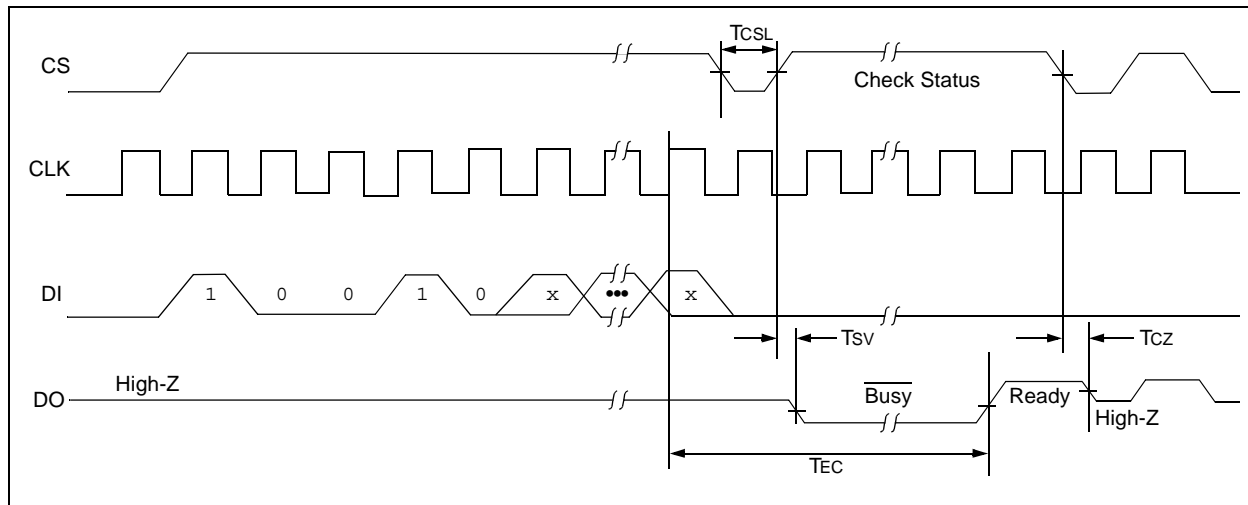 TCSL
CS
Check Status
CLK
DI
1 0 0 1 0 x ••• x
TSV
TCZ
High-Z
DO
Busy
Ready
High-Z
TEC